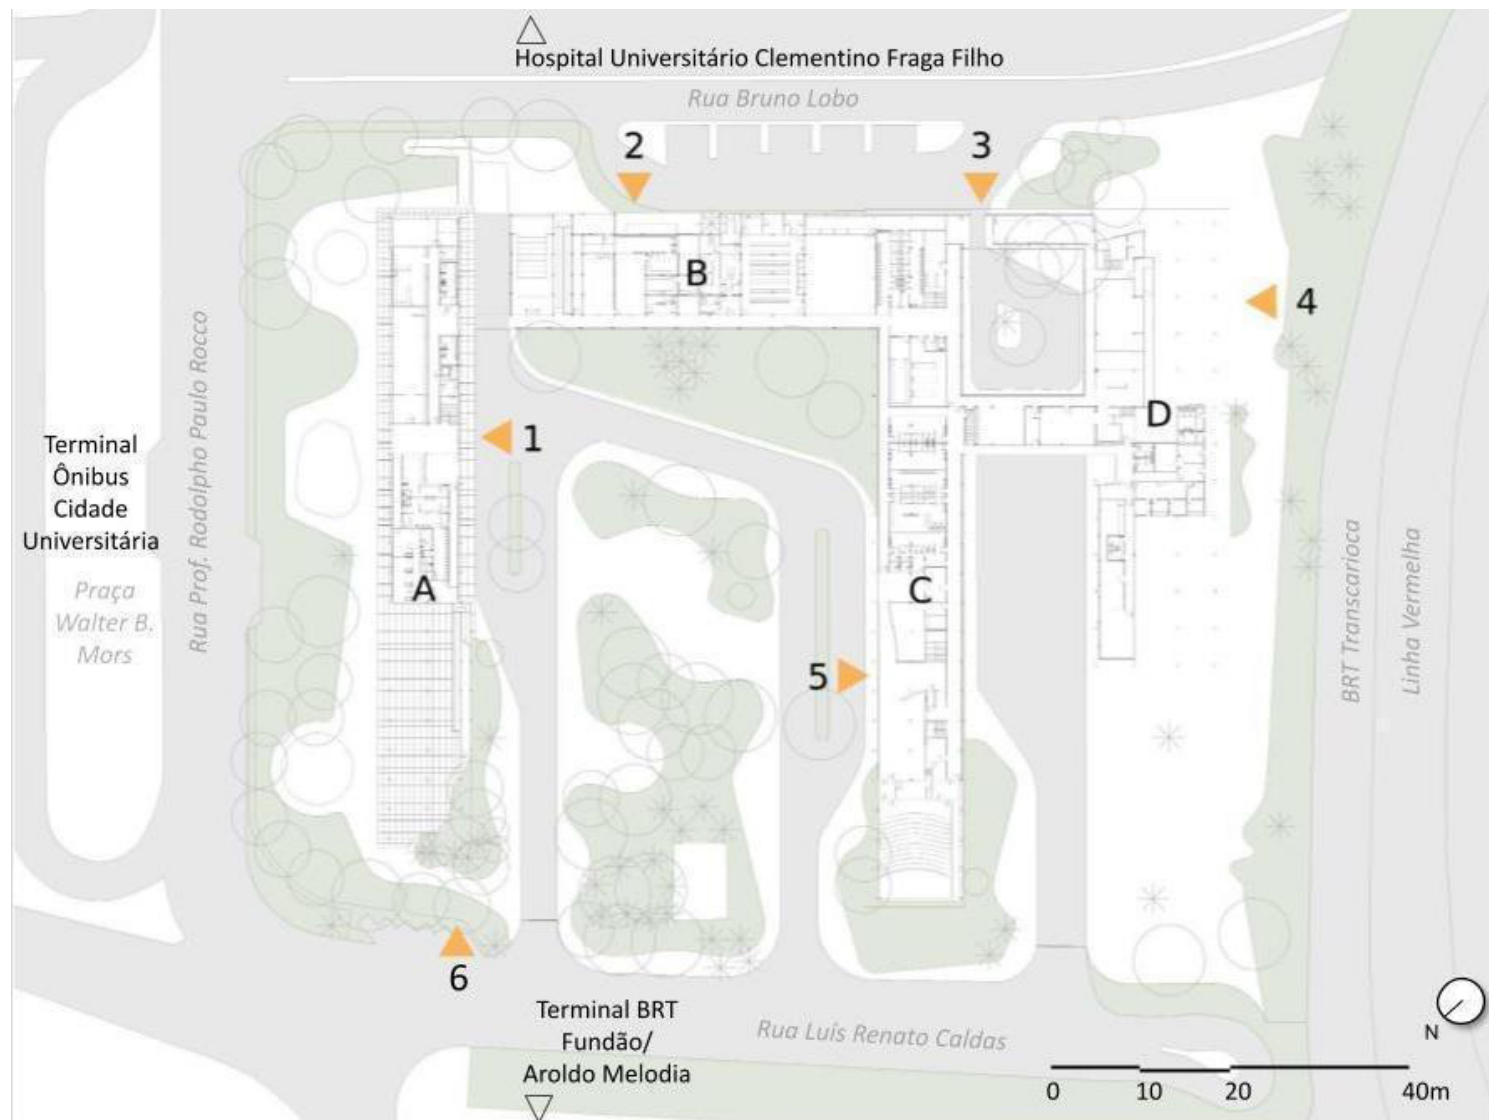 Hospital Universitário Clementino Fraga Filho
Rua Bruno Lobo
2
3
B
4
Rua Prof. Rodolpho Paulo Rocco
Terminal
Ônibus
Cidade
Universitária
1
D
Praça
Walter B.
Mors
A
C
5
BRT Transcarioca
Linha Vermelha
6
Terminal BRT
Fundão/
Aroldo Melodia
Rua Luís Renato Caldas
N
0 10 20 40m